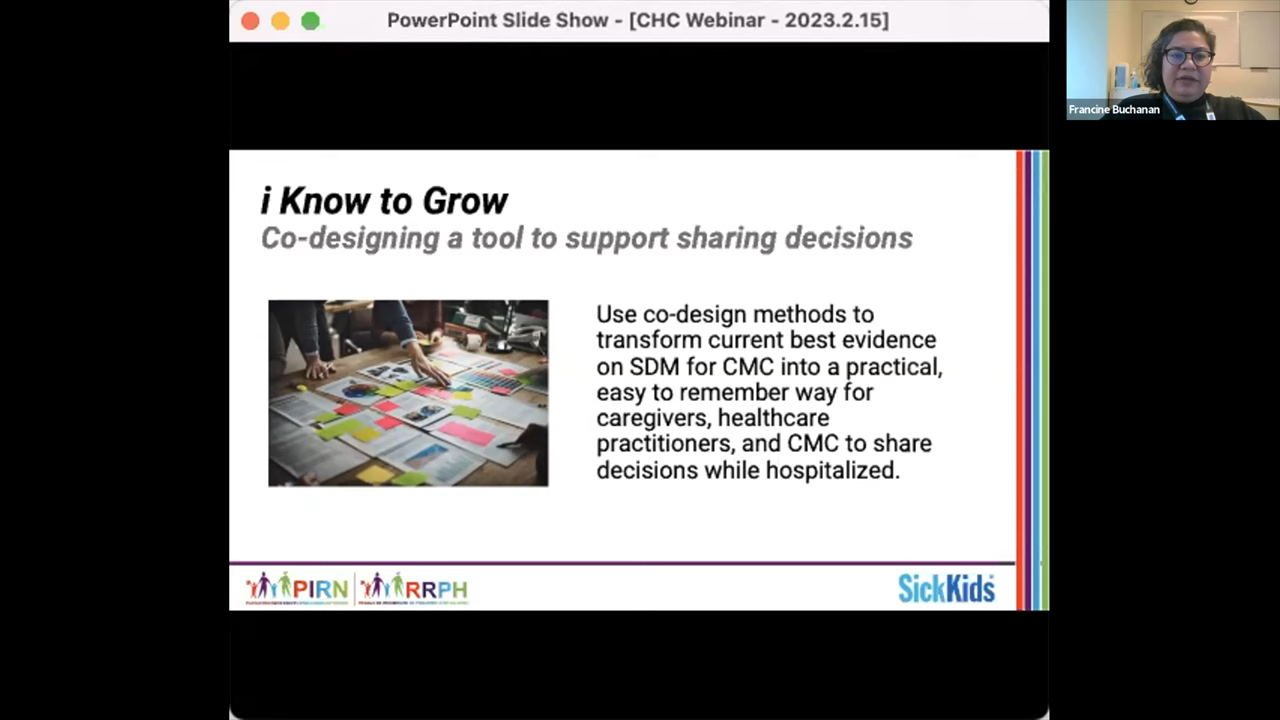 PowerPoint Slide Show - [CHC Webinar - 2023.2.15]
Francine Buchanan
i Know to Grow
Co-designing a tool to support sharing decisions
Use co-design methods to
transform current best evidence
on SDM for CMC into a practical,
easy to remember way for
caregivers, healthcare
practitioners, and CMC to share
decisions while hospitalized.
PIRN
RRPH
SickKids